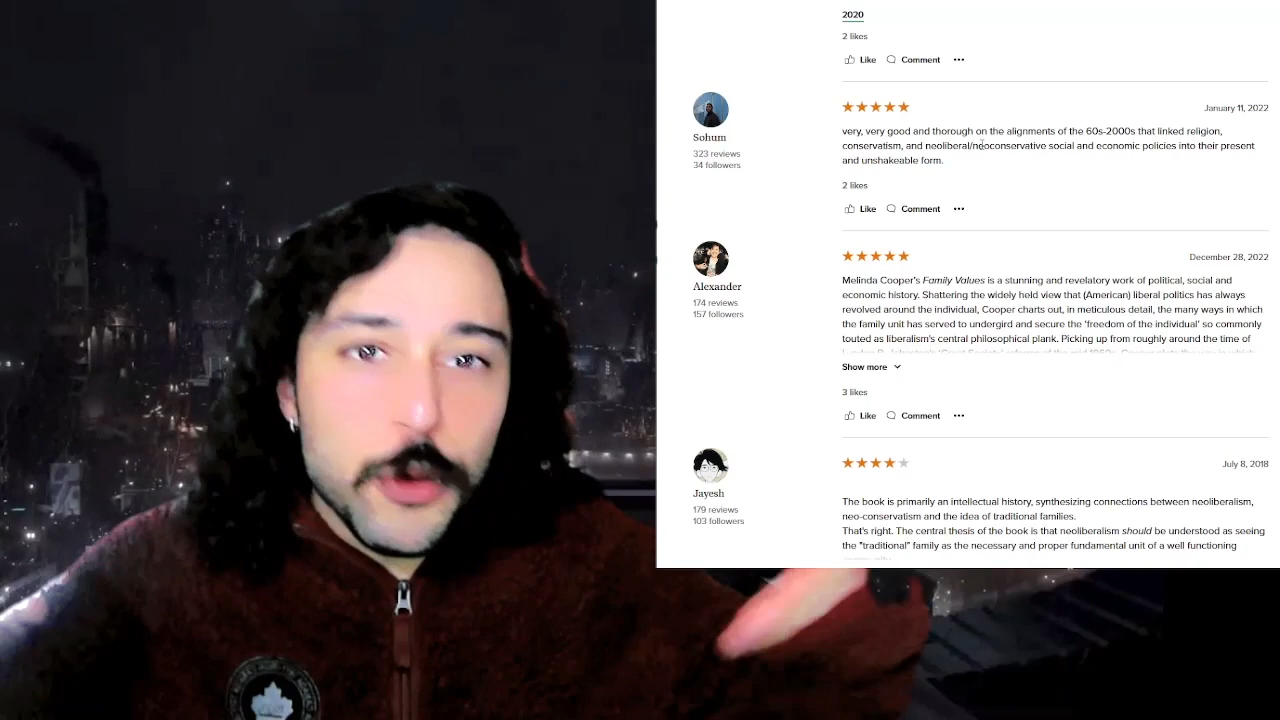 2020
2 likes
Like Comment
Sohum
323 reviews
34 followers
January 11, 2022
very, very good and thorough on the alignments of the 60s-2000s that linked religion,
conservatism, and neoliberal/neoconservative social and economic policies into their present
and unshakeable form.
2 likes
Like Comment
Alexander
174 reviews
157 followers
December 28, 2022
Melinda Cooper's Family Values is a stunning and revelatory work of political, social and
economic history. Shattering the widely held view that (American) liberal politics has always
revolved around the individual, Cooper charts out, in meticulous detail, the many ways in which
the family unit has served to undergird and secure the 'freedom of the individual' so commonly
touted as liberalism's central philosophical plank. Picking up from roughly around the time of
Show more
3 likes
Like Comment
Jayesh
179 reviews
103 followers
July 8, 2018
The book is primarily an intellectual history, synthesizing connections between neoliberalism,
neo-conservatism and the idea of traditional families.
That's right. The central thesis of the book is that neoliberalism should be understood as seeing
the "traditional" family as the necessary and proper fundamental unit of a well functioning